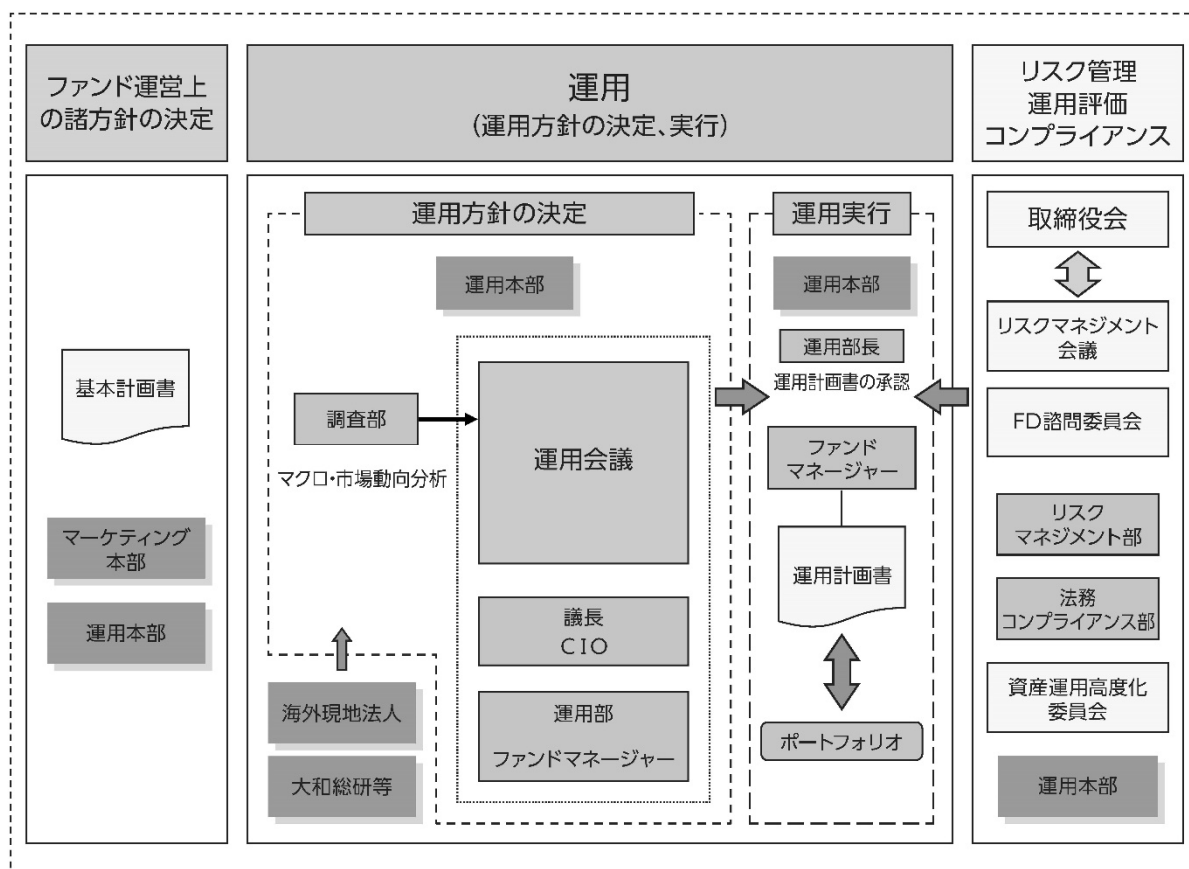 ファンド運営上
の諸方針の決定
運用
(運用方針の決定、実行)
リスク管理
運用評価
コンプライアンス
基本計画書
マーケティング
本部
運用本部
運用方針の決定
運用本部
調査部
マクロ・市場動向分析
運用会議
議長
CIO
運用部
ファンドマネージャー
海外現地法人
大和総研等
運用実行
運用本部
運用部長
運用計画書の承認
ファンド
マネージャー
運用計画書
ポートフォリオ
取締役会
リスクマネジメント
会議
FD諮問委員会
リスク
マネジメント部
法務
コンプライアンス部
資産運用高度化
委員会
運用本部